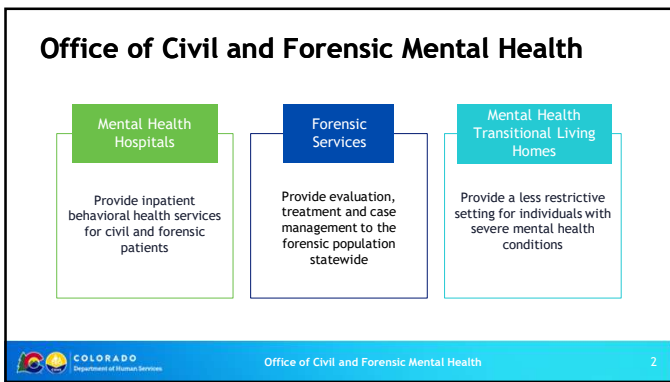 Office of Civil and Forensic Mental Health
Mental Health
Hospitals
Provide inpatient
behavioral health services
for civil and forensic
patients
Forensic
Services
Provide evaluation,
treatment and case
management to the
forensic population
statewide
Mental Health
Transitional Living
Homes
Provide a less restrictive
setting for individuals with
severe mental health
conditions
COLORADO
Department of Human Services
Office of Civil and Forensic Mental Health
2